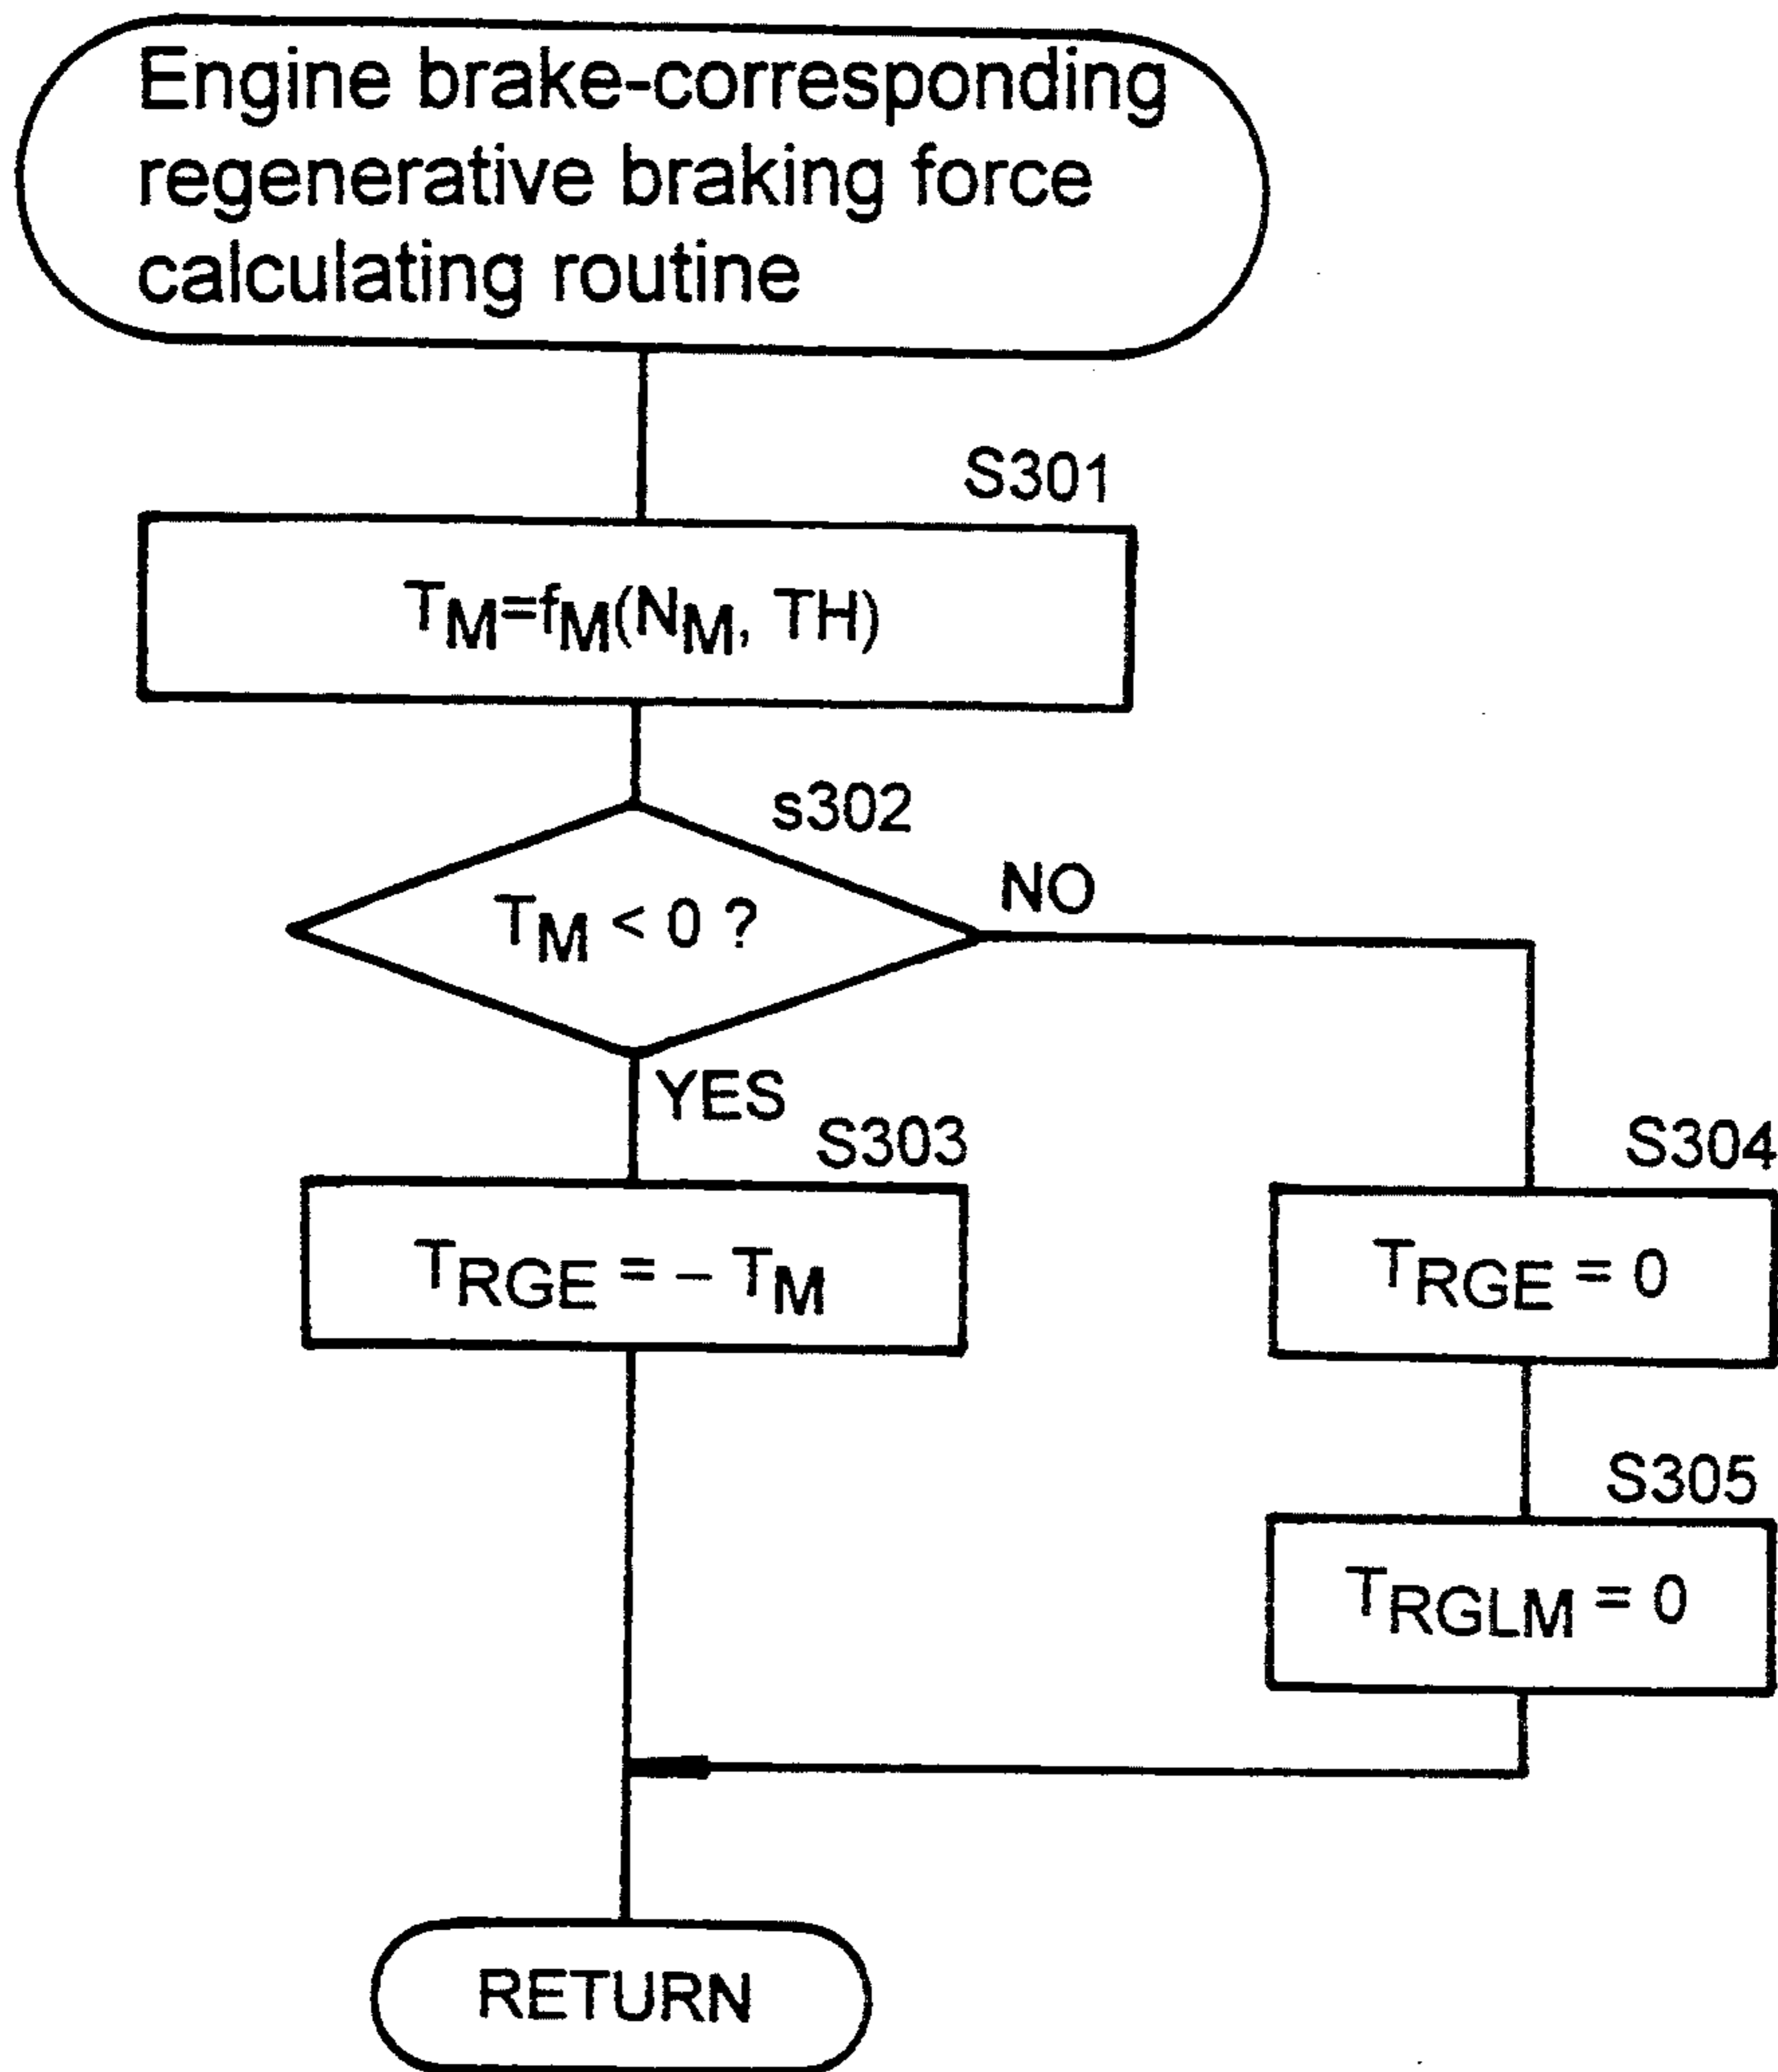 Engine brake-corresponding
regenerative braking force
calculating routine
S301
TM=fM(NM, TH)
s302
TM < 0 ?
NO
YES
S303
TRGE = – TM
S304
TRGE = 0
S305
TRGLM = 0
RETURN